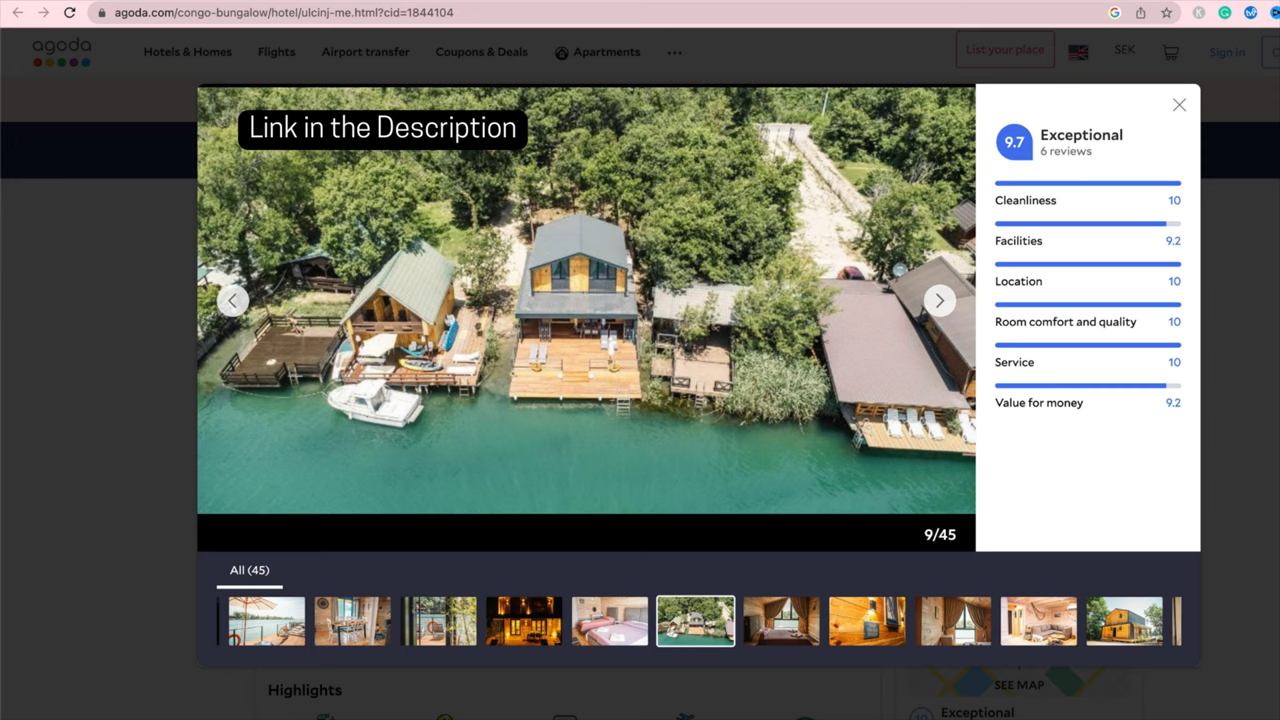 agoda.com/congo-bungalow/hotel/ulcinj-me.html?cid=1844104
agoda
Hotels & Homes
Flights
Airport transfer
Coupons & Deals
Apartments
List your place
SEK
Sign in
Link in the Description
9.7
Exceptional
6 reviews
Cleanliness 10
Facilities 9.2
Location 10
Room comfort and quality 10
Service 10
Value for money 9.2
9/45
All (45)
Highlights
SEE MAP
Exceptional